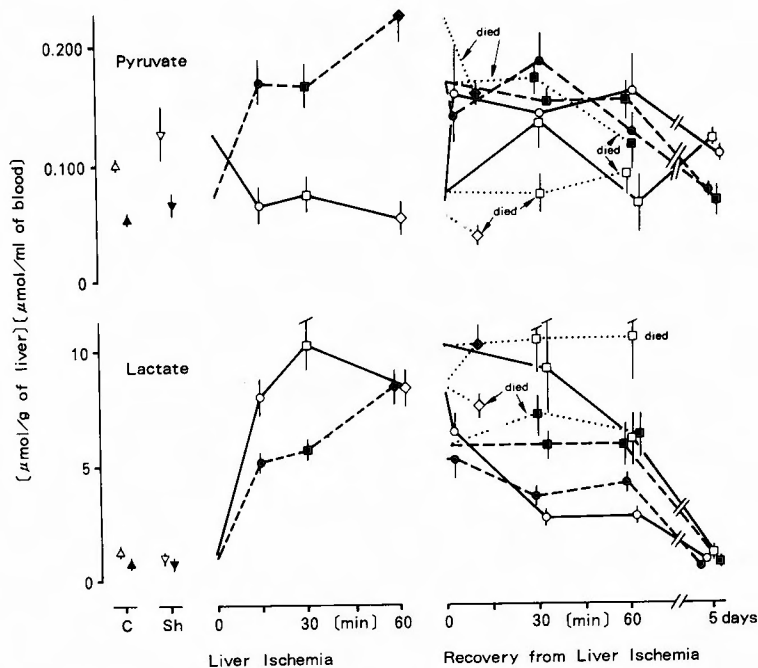 0.200
Pyruvate
died
died
0.100
died
died
0
[μmol/g of liver] [μmol/ml of blood]
10
Lactate
died
died
5
0
C Sh
0 30 [min] 60
0 30 [min] 60 5 days
Liver Ischemia
Recovery from Liver Ischemia